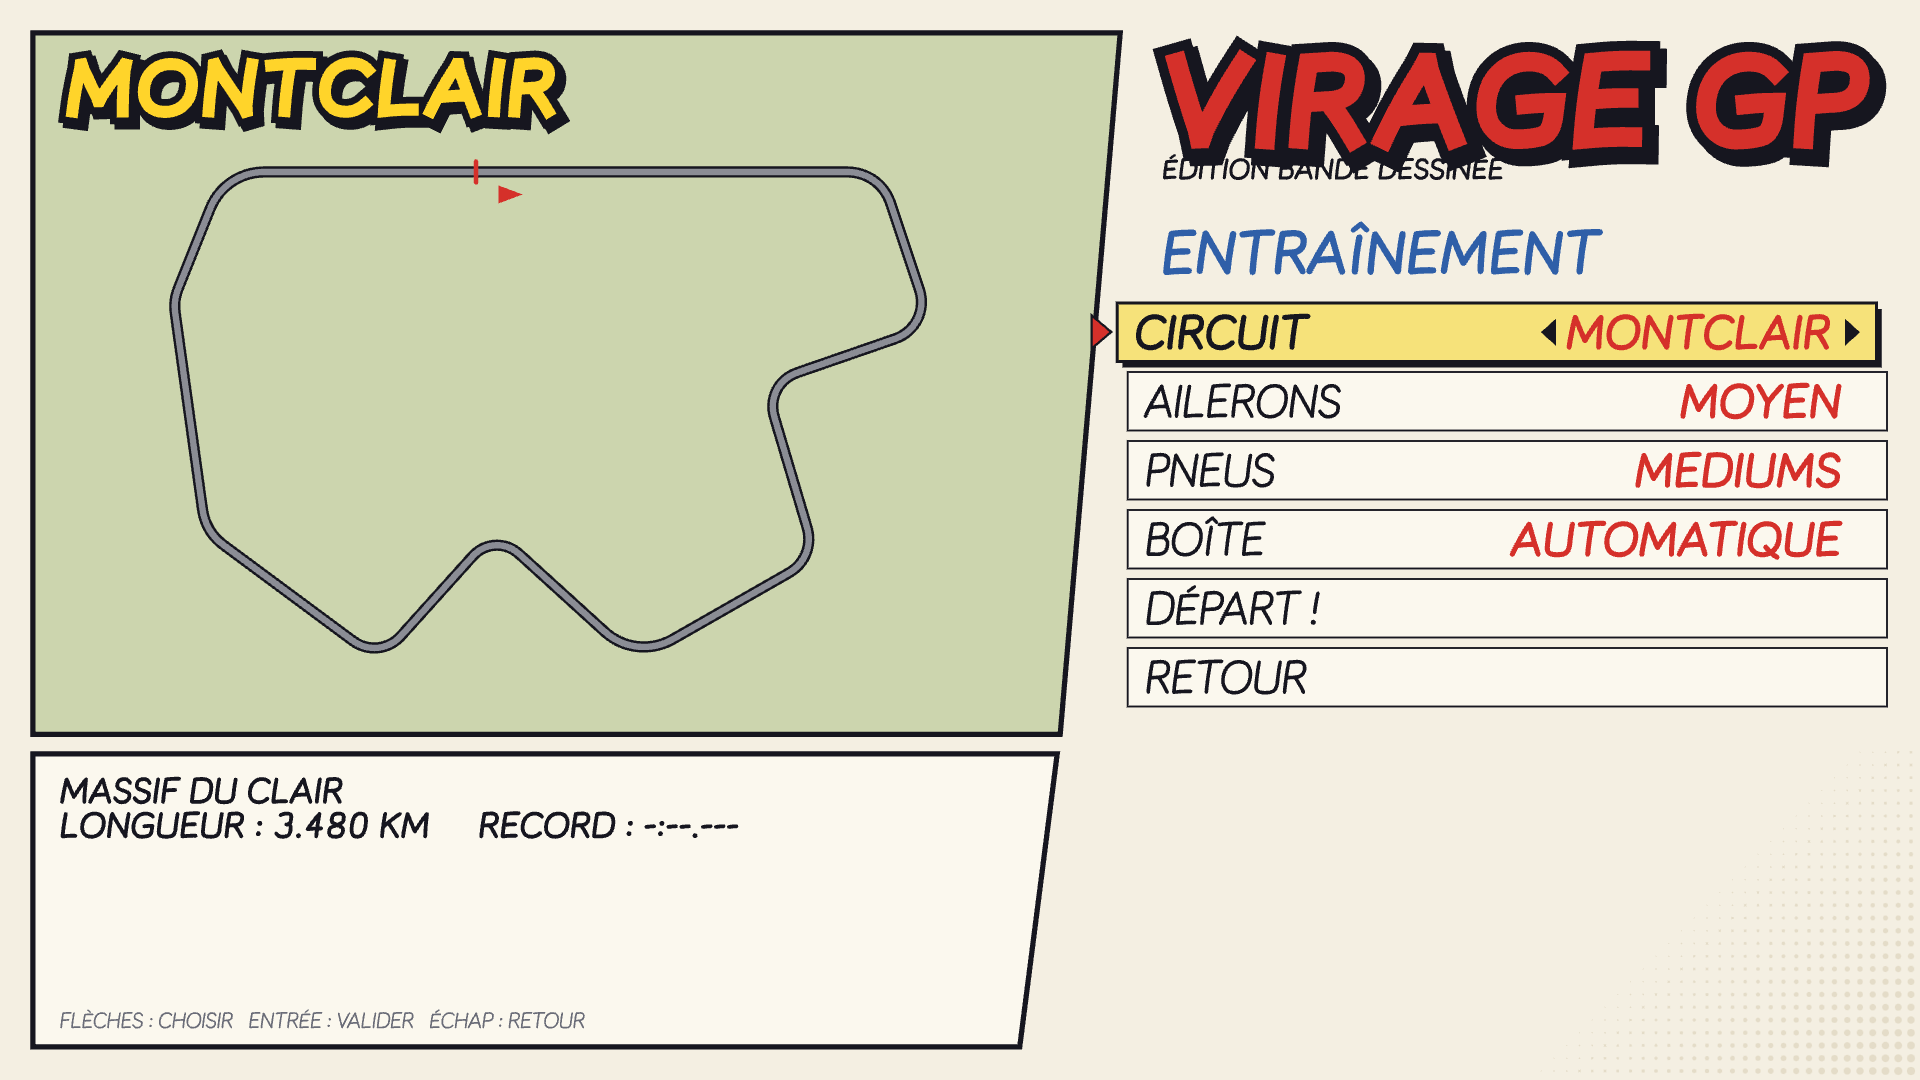 MONTCLAIR
VIRAGE GP
ÉDITION BANDE DESSINÉE
ENTRAÎNEMENT
CIRCUIT MONTCLAIR
AILERONS MOYEN
PNEUS MEDIUMS
BOÎTE AUTOMATIQUE
DÉPART !
RETOUR
MASSIF DU CLAIR
LONGUEUR : 3.480 KM RECORD : -:--.---
FLÈCHES : CHOISIR ENTRÉE : VALIDER ÉCHAP : RETOUR